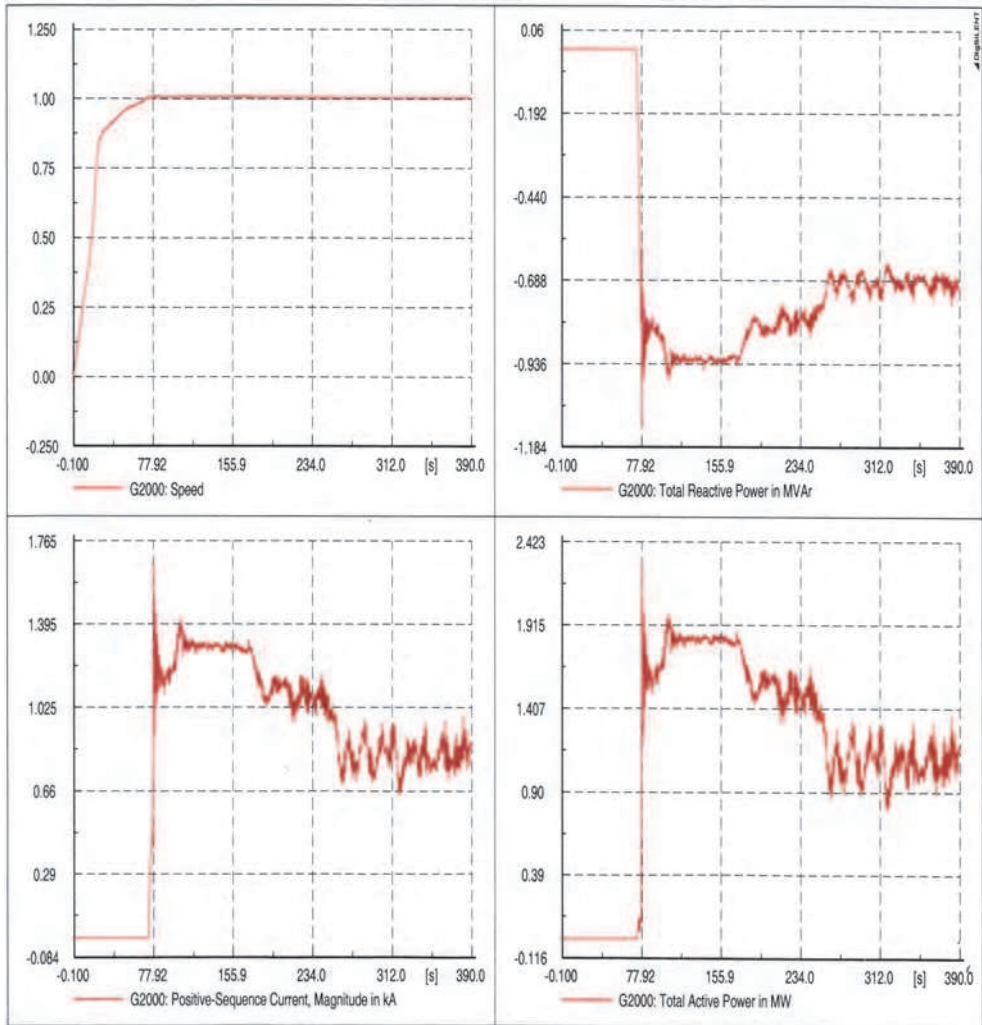 1.250
1.00
0.75
0.50
0.25
0.00
-0.250
-0.100 77.92 155.9 234.0 312.0 [s] 390.0
G2000: Speed
DIgSILENT
0.06
-0.192
-0.440
-0.688
-0.936
-1.184
-0.100 77.92 155.9 234.0 312.0 [s] 390.0
G2000: Total Reactive Power in MVAr
1.765
1.395
1.025
0.66
0.29
-0.084
-0.100 77.92 155.9 234.0 312.0 [s] 390.0
G2000: Positive-Sequence Current, Magnitude in kA
2.423
1.915
1.407
0.90
0.39
-0.116
-0.100 77.92 155.9 234.0 312.0 [s] 390.0
G2000: Total Active Power in MW